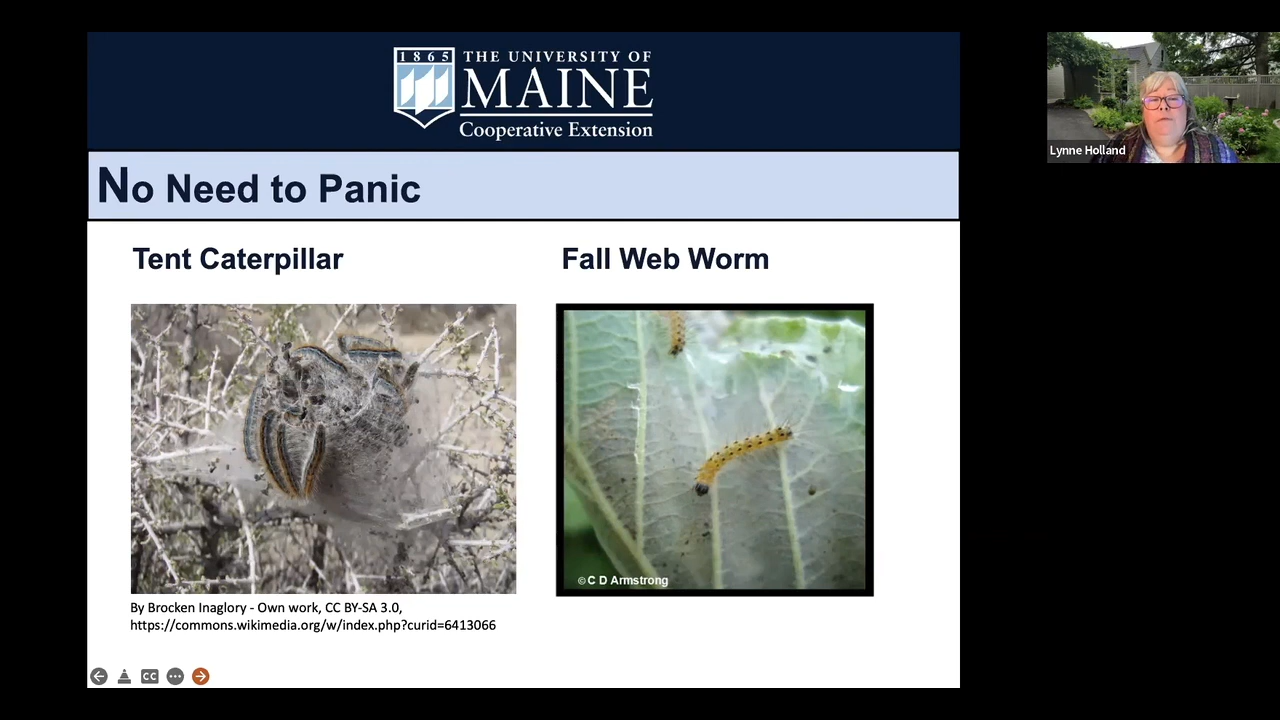 1865
THE UNIVERSITY OF
MAINE
Cooperative Extension
No Need to Panic
Tent Caterpillar
Fall Web Worm
© C D Armstrong
By Brocken Inaglory - Own work, CC BY-SA 3.0,
https://commons.wikimedia.org/w/index.php?curid=6413066
CC
Lynne Holland